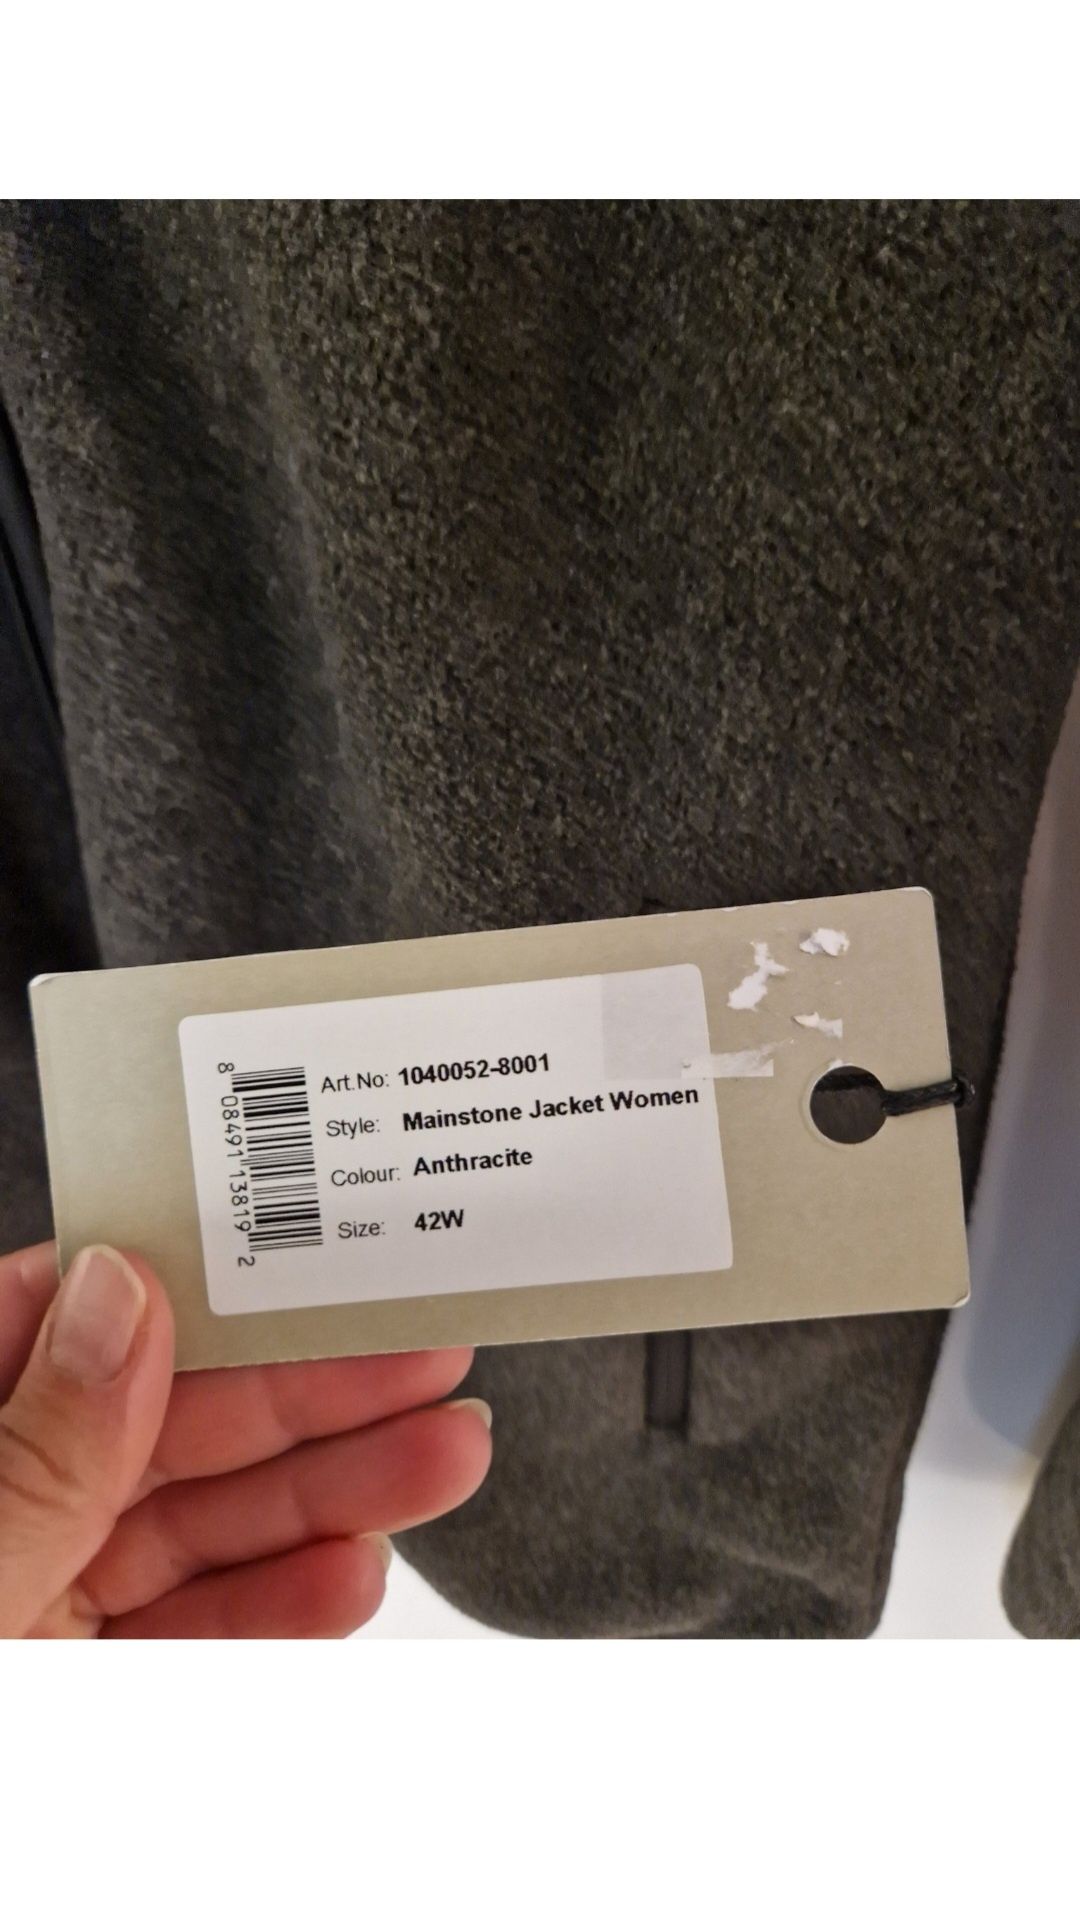 Art.No: 1040052-8001
Style: Mainstone Jacket Women
Colour: Anthracite
Size: 42W
8 08491 13819 2